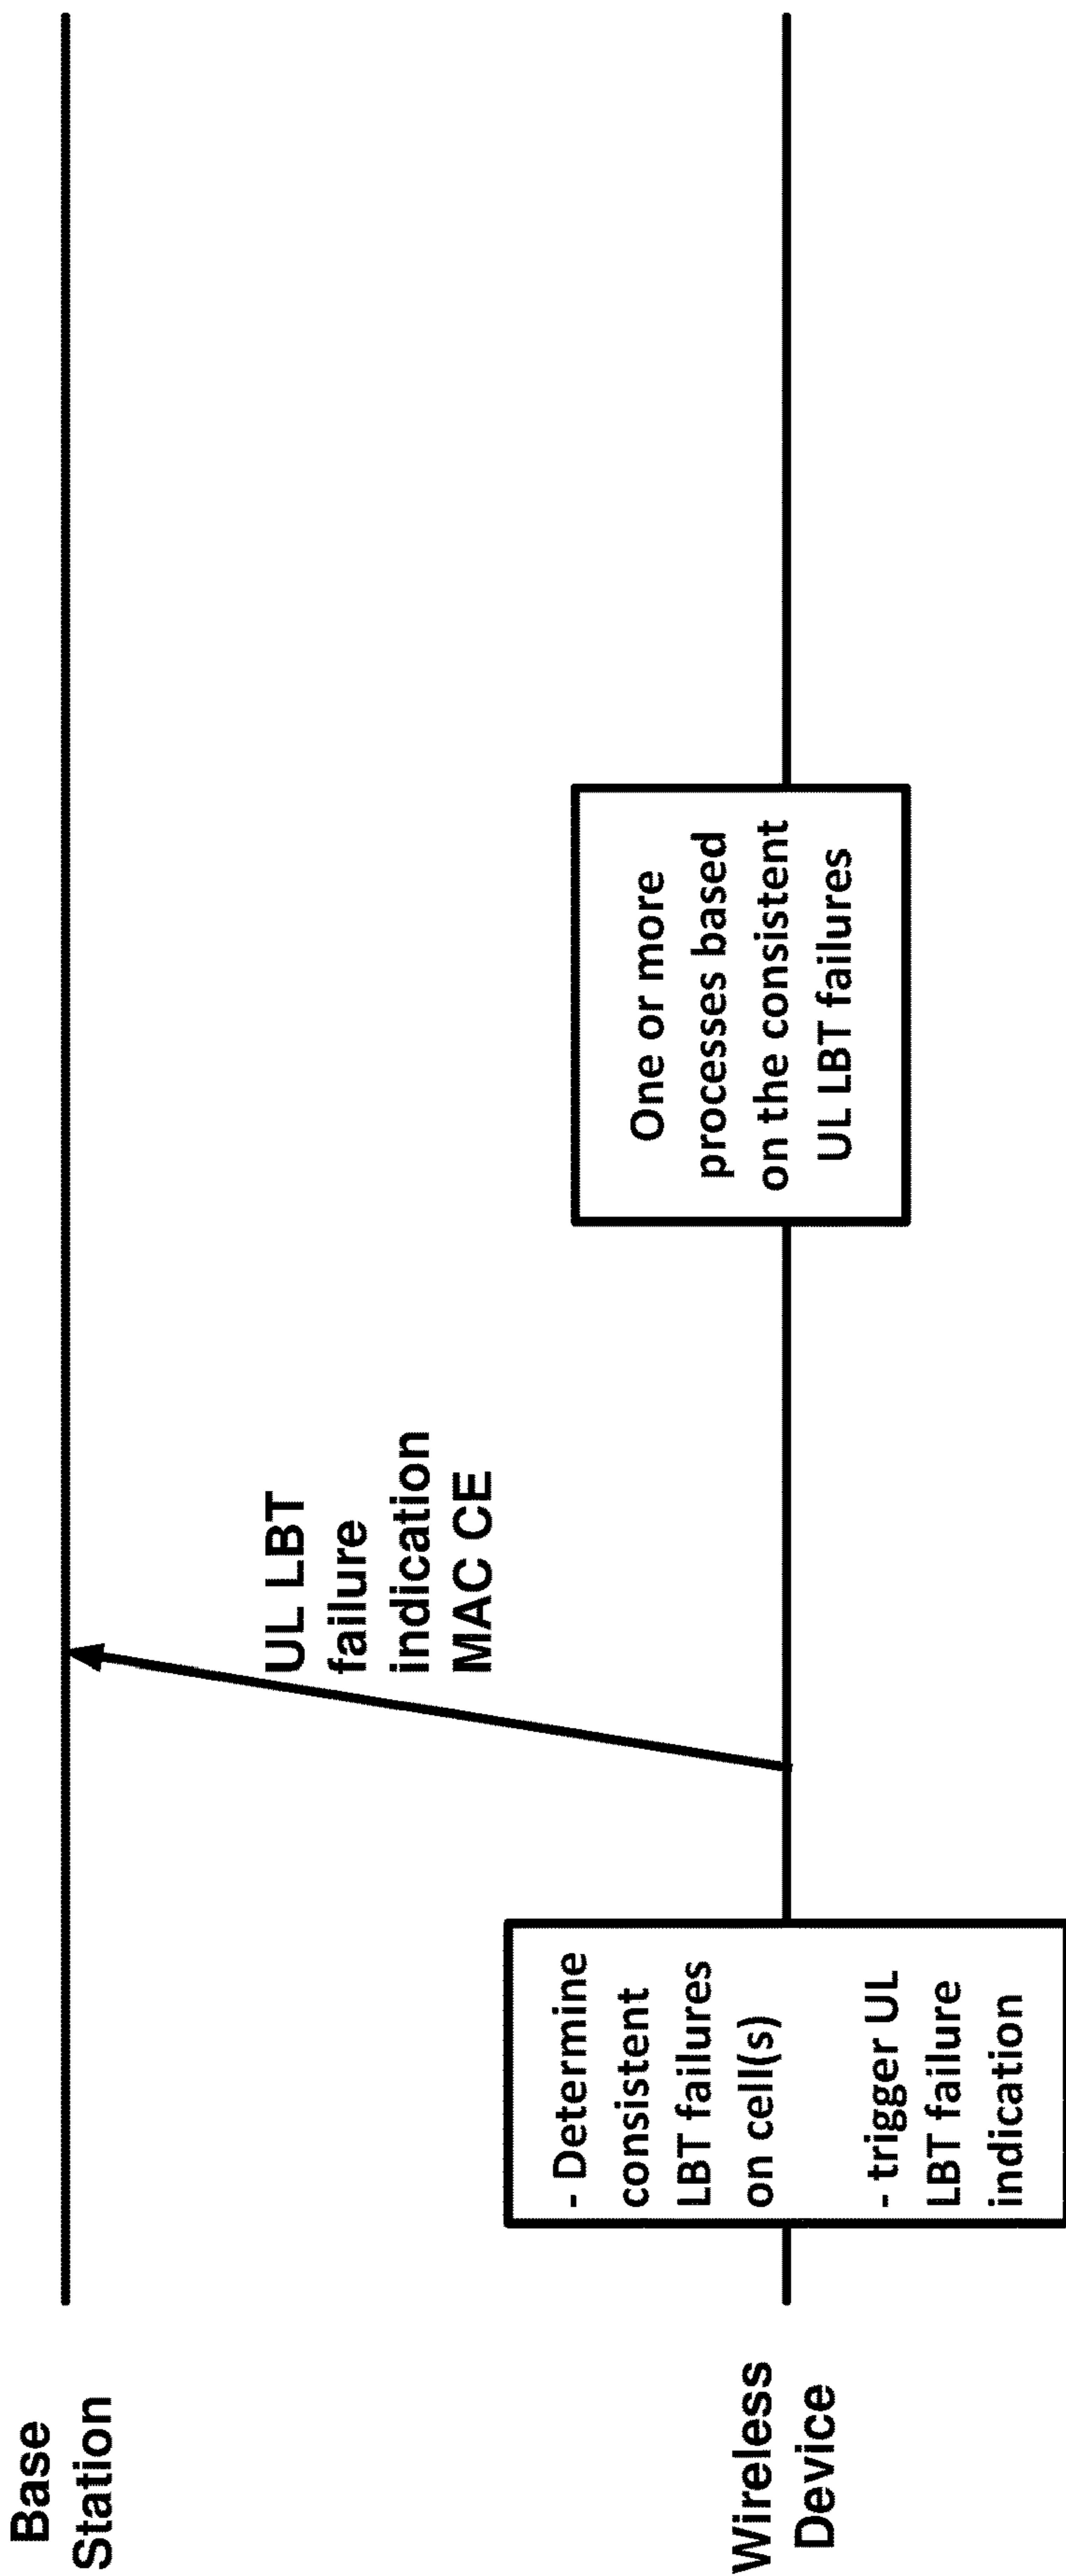 Base
Station
UL LBT
failure
indication
MAC CE
Wireless
Device
- Determine
consistent
LBT failures
on cell(s)
- trigger UL
LBT failure
indication
One or more
processes based
on the consistent
UL LBT failures